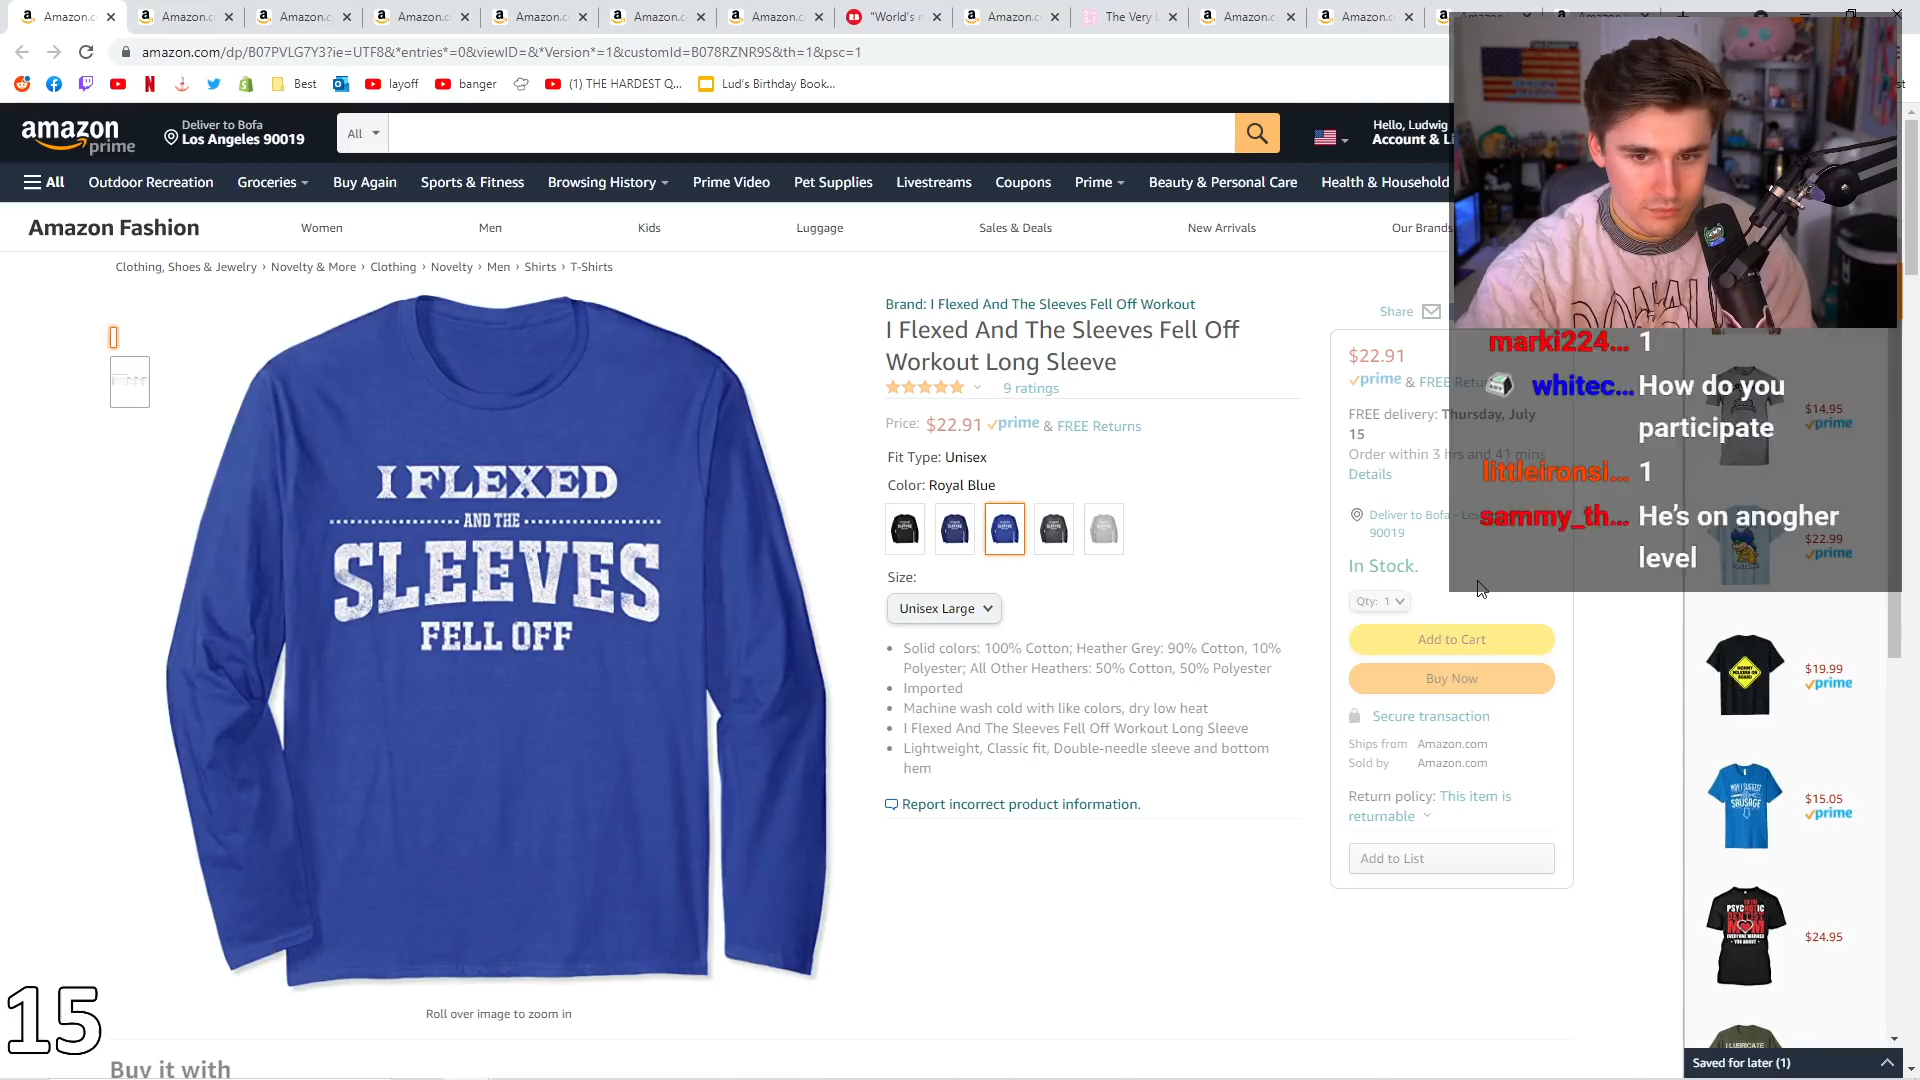 Amazon.c
Amazon.c
Amazon.c
Amazon.c
Amazon.c
Amazon.c
Amazon.c
"World's r
Amazon.c
The Very L
Amazon.c
Amazon.c
amazon.com/dp/B07PVLG7Y3?ie=UTF8&*entries*=0&viewID=&*Version*=1&customId=B078RZNR9S&th=1&psc=1
Best
layoff
banger
(1) THE HARDEST Q...
Lud's Birthday Book...
amazon
prime
Deliver to Bofa
Los Angeles 90019
All
Hello, Ludwig
Account & Li
All
Outdoor Recreation
Groceries
Buy Again
Sports & Fitness
Browsing History
Prime Video
Pet Supplies
Livestreams
Coupons
Prime
Beauty & Personal Care
Health & Household
Amazon Fashion
Women
Men
Kids
Luggage
Sales & Deals
New Arrivals
Our Brands
Clothing, Shoes & Jewelry › Novelty & More › Clothing › Novelty › Men › Shirts › T-Shirts
I FLEXED
AND THE
SLEEVES
FELL OFF
Roll over image to zoom in
Buy it with
15
Brand: I Flexed And The Sleeves Fell Off Workout
I Flexed And The Sleeves Fell Off
Workout Long Sleeve
9 ratings
Price: $22.91 prime & FREE Returns
Fit Type: Unisex
Color: Royal Blue
Size:
Unisex Large
Solid colors: 100% Cotton; Heather Grey: 90% Cotton, 10%
Polyester; All Other Heathers: 50% Cotton, 50% Polyester
Imported
Machine wash cold with like colors, dry low heat
I Flexed And The Sleeves Fell Off Workout Long Sleeve
Lightweight, Classic fit, Double-needle sleeve and bottom
hem
Report incorrect product information.
Share
$22.91
prime & FREE Retur
FREE delivery: Thursday, July
15
Order within 3 hrs and 41 mins
Details
Deliver to Bofa - Los
90019
In Stock.
Qty: 1
Add to Cart
Buy Now
Secure transaction
Ships from Amazon.com
Sold by Amazon.com
Return policy: This item is
returnable
Add to List
marki224... 1
whitec... How do you
participate
littleironsi... 1
sammy_th... He's on anogher
level
$14.95
prime
$22.99
prime
$19.99
prime
MAY I SUGGEST
SAUSAGE
$15.05
prime
PSYCHOTIC
DENTIST
MOM
$24.95
I LUBRICATE
Saved for later (1)